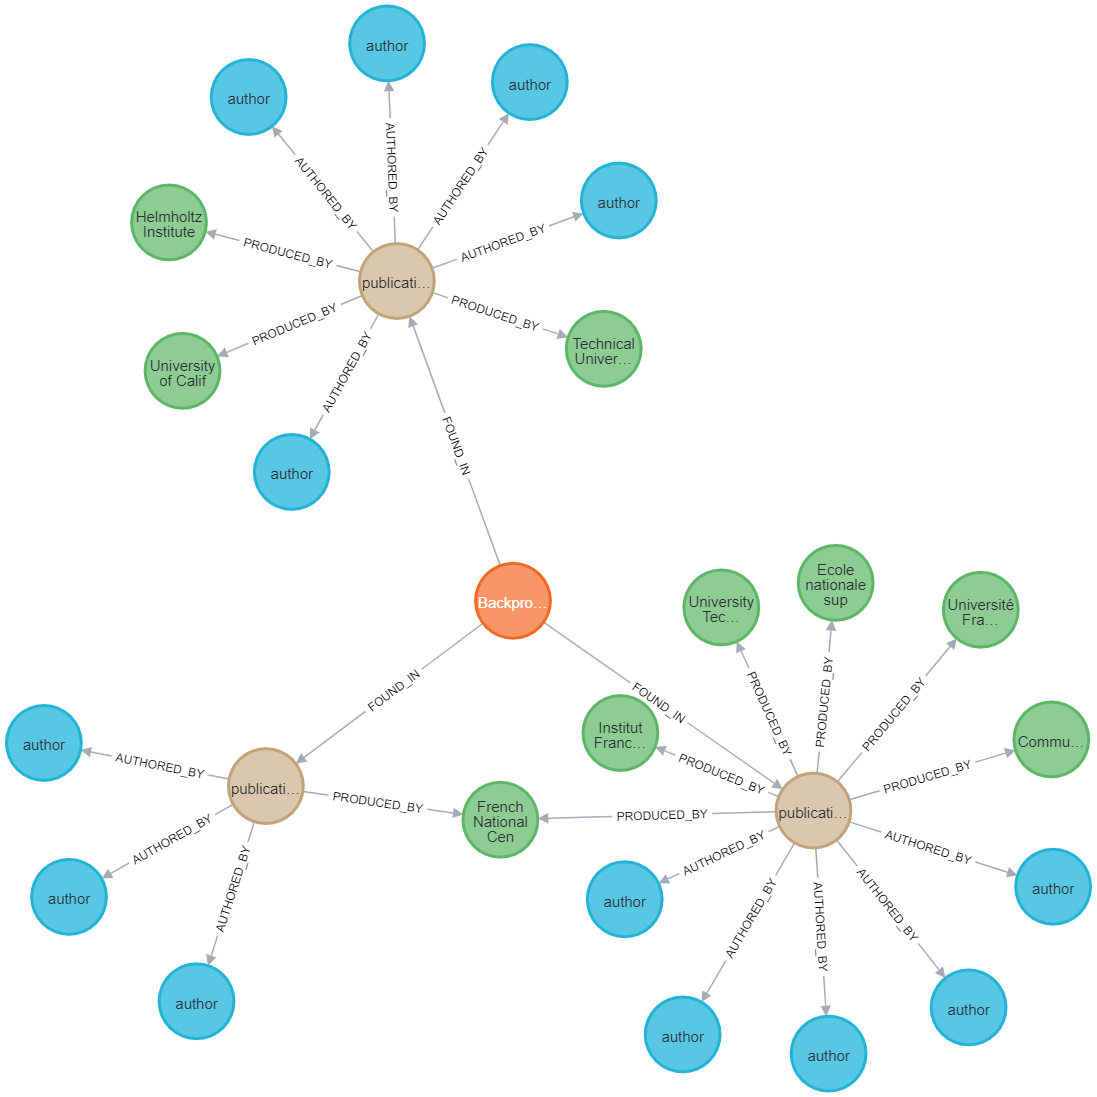 author
author
author
AUTHORED_BY
AUTHORED_BY
AUTHORED_BY
author
Helmholtz
Institute
PRODUCED_BY
AUTHORED_BY
publicati…
PRODUCED_BY
PRODUCED_BY
Technical
Univer…
University
of Calif
AUTHORED_BY
author
FOUND_IN
Backpro…
FOUND_IN
FOUND_IN
University
Tec…
Ecole
nationale
sup
Université
Fra…
PRODUCED_BY
PRODUCED_BY
PRODUCED_BY
Institut
Franc…
PRODUCED_BY
PRODUCED_BY
Commu…
author
AUTHORED_BY
publicati…
PRODUCED_BY
French
National
Cen
PRODUCED_BY
publicati…
AUTHORED_BY
AUTHORED_BY
author
AUTHORED_BY
author
AUTHORED_BY
author
AUTHORED_BY
author
AUTHORED_BY
AUTHORED_BY
author
author
author
author